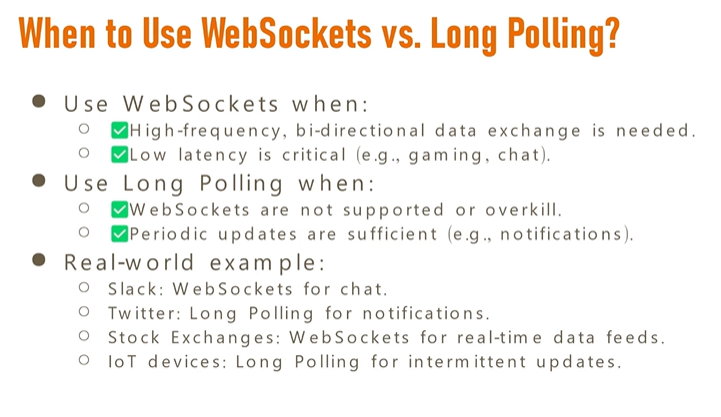 When to Use WebSockets vs. Long Polling?
● Use WebSockets when:
○ ✅High-frequency, bi-directional data exchange is needed.
○ ✅Low latency is critical (e.g., gaming, chat).
● Use Long Polling when:
○ ✅WebSockets are not supported or overkill.
○ ✅Periodic updates are sufficient (e.g., notifications).
● Real-world example:
○ Slack: WebSockets for chat.
○ Twitter: Long Polling for notifications.
○ Stock Exchanges: WebSockets for real-time data feeds.
○ IoT devices: Long Polling for intermittent updates.